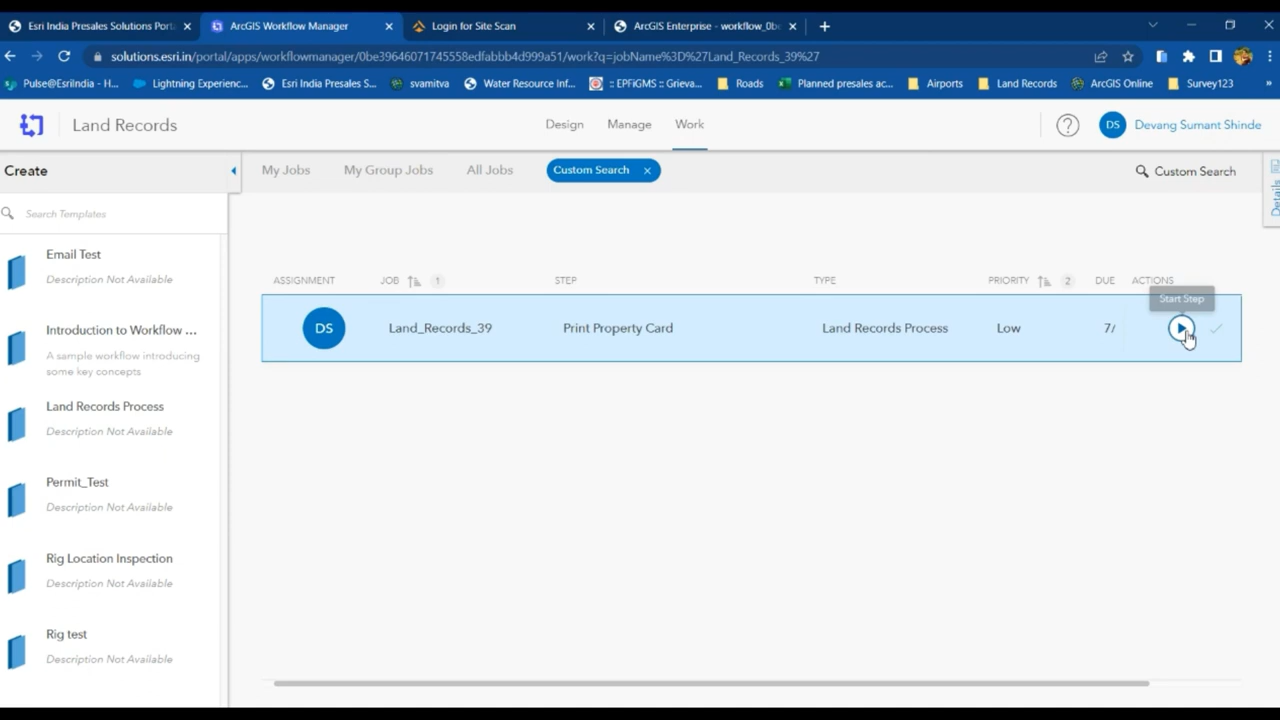 Esri India Presales Solutions Port
ArcGIS Workflow Manager
Login for Site Scan
ArcGIS Enterprise - workflow_0be
solutions.esri.in/portal/apps/workflowmanager/0be39646071745558edfabbb4d999a51/work?q=jobName%3D%27Land_Records_39%27
Pulse@EsriIndia - H...
Lightning Experienc...
Esri India Presales S...
svamitva
Water Resource Inf...
:: EPFiGMS :: Grieva...
Roads
Planned presales ac...
Airports
Land Records
ArcGIS Online
Survey123
»
Land Records
Design
Manage
Work
?
DS
Devang Sumant Shinde
Create
My Jobs
My Group Jobs
All Jobs
Custom Search
Custom Search
Details
Search Templates
Email Test
Description Not Available
Introduction to Workflow ...
A sample workflow introducing
some key concepts
Land Records Process
Description Not Available
Permit_Test
Description Not Available
Rig Location Inspection
Description Not Available
Rig test
Description Not Available
ASSIGNMENT JOB 1 STEP TYPE PRIORITY 2 DUE ACTIONS
Start Step
DS Land_Records_39 Print Property Card Land Records Process Low 7/